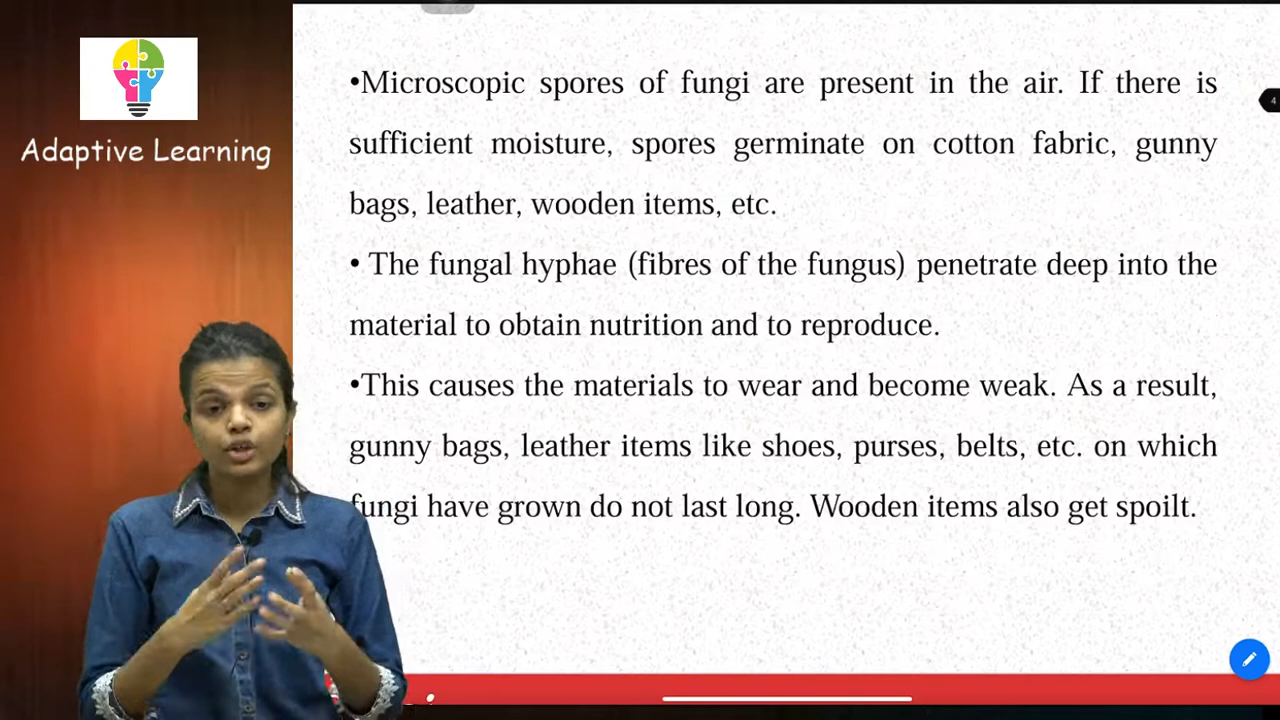 Adaptive Learning
•Microscopic spores of fungi are present in the air. If there is
sufficient moisture, spores germinate on cotton fabric, gunny
bags, leather, wooden items, etc.
• The fungal hyphae (fibres of the fungus) penetrate deep into the
material to obtain nutrition and to reproduce.
•This causes the materials to wear and become weak. As a result,
gunny bags, leather items like shoes, purses, belts, etc. on which
fungi have grown do not last long. Wooden items also get spoilt.
4